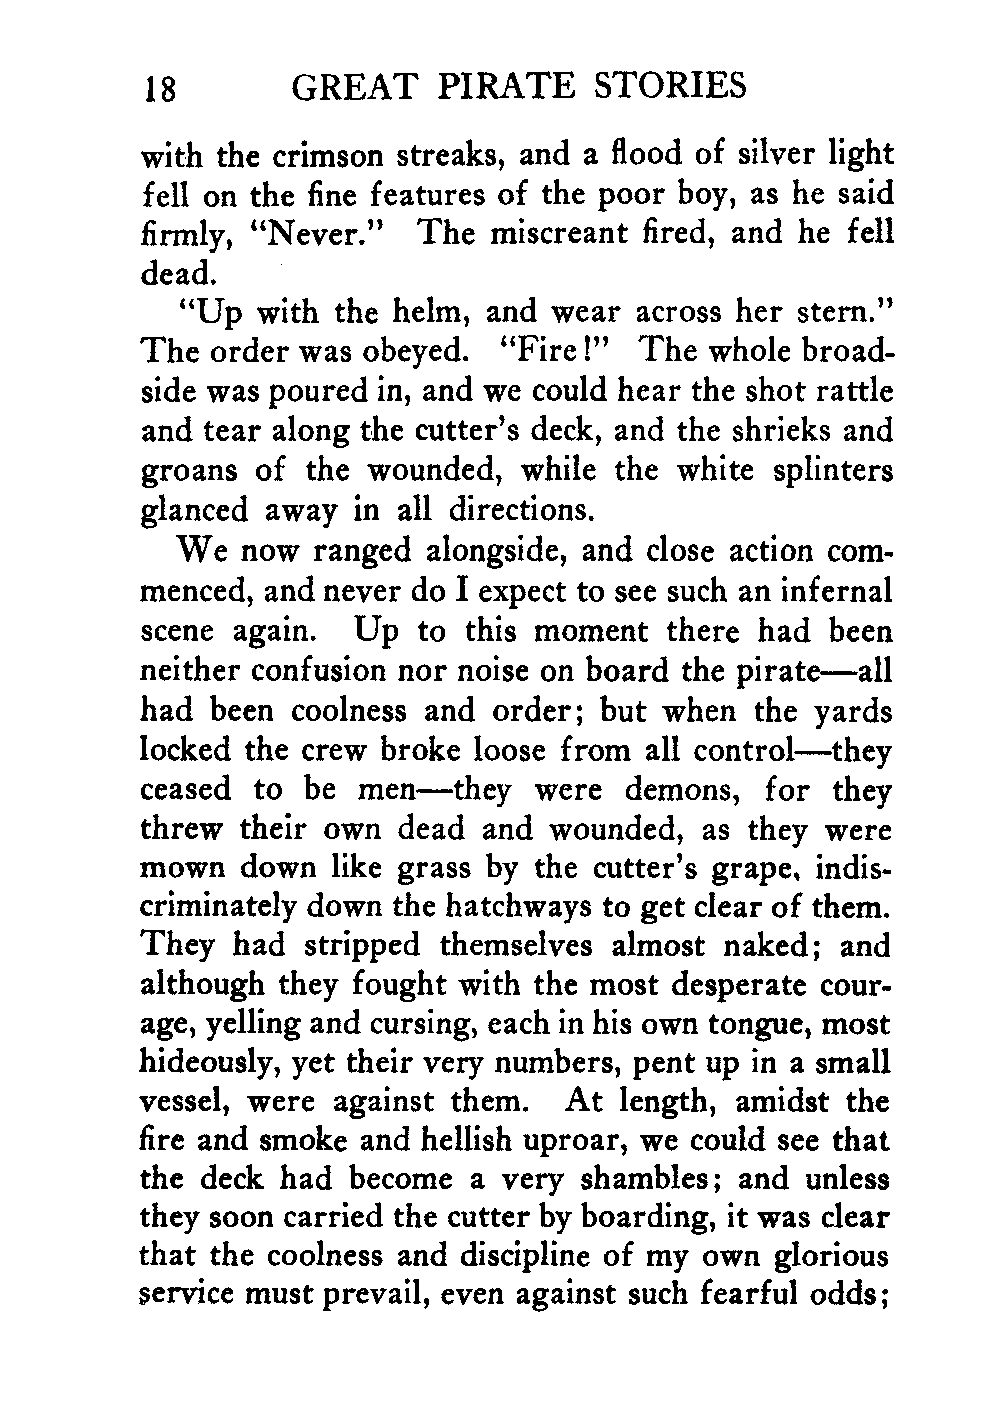 18 GREAT PIRATE STORIES
with the crimson streaks, and a flood of silver light
fell on the fine features of the poor boy, as he said
firmly, “Never.” The miscreant fired, and he fell
dead.
“Up with the helm, and wear across her stern.”
The order was obeyed. “Fire!” The whole broad-
side was poured in, and we could hear the shot rattle
and tear along the cutter’s deck, and the shrieks and
groans of the wounded, while the white splinters
glanced away in all directions.
We now ranged alongside, and close action com-
menced, and never do I expect to see such an infernal
scene again. Up to this moment there had been
neither confusion nor noise on board the pirate—all
had been coolness and order; but when the yards
locked the crew broke loose from all control—they
ceased to be men—they were demons, for they
threw their own dead and wounded, as they were
mown down like grass by the cutter’s grape, indis-
criminately down the hatchways to get clear of them.
They had stripped themselves almost naked; and
although they fought with the most desperate cour-
age, yelling and cursing, each in his own tongue, most
hideously, yet their very numbers, pent up in a small
vessel, were against them. At length, amidst the
fire and smoke and hellish uproar, we could see that
the deck had become a very shambles; and unless
they soon carried the cutter by boarding, it was clear
that the coolness and discipline of my own glorious
service must prevail, even against such fearful odds;